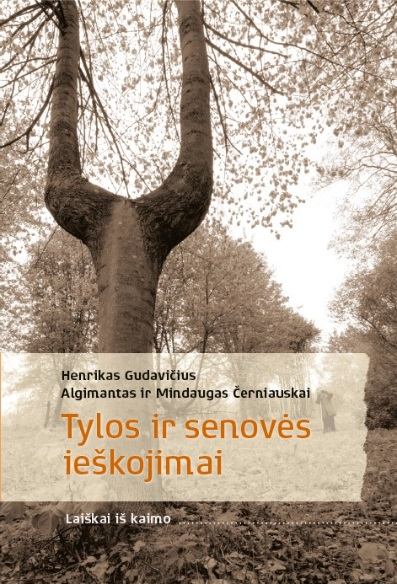 Henrikas Gudavičius
Algimantas ir Mindaugas Černiauskai
Tylos ir senovės
ieškojimai
Laiškai iš kaimo